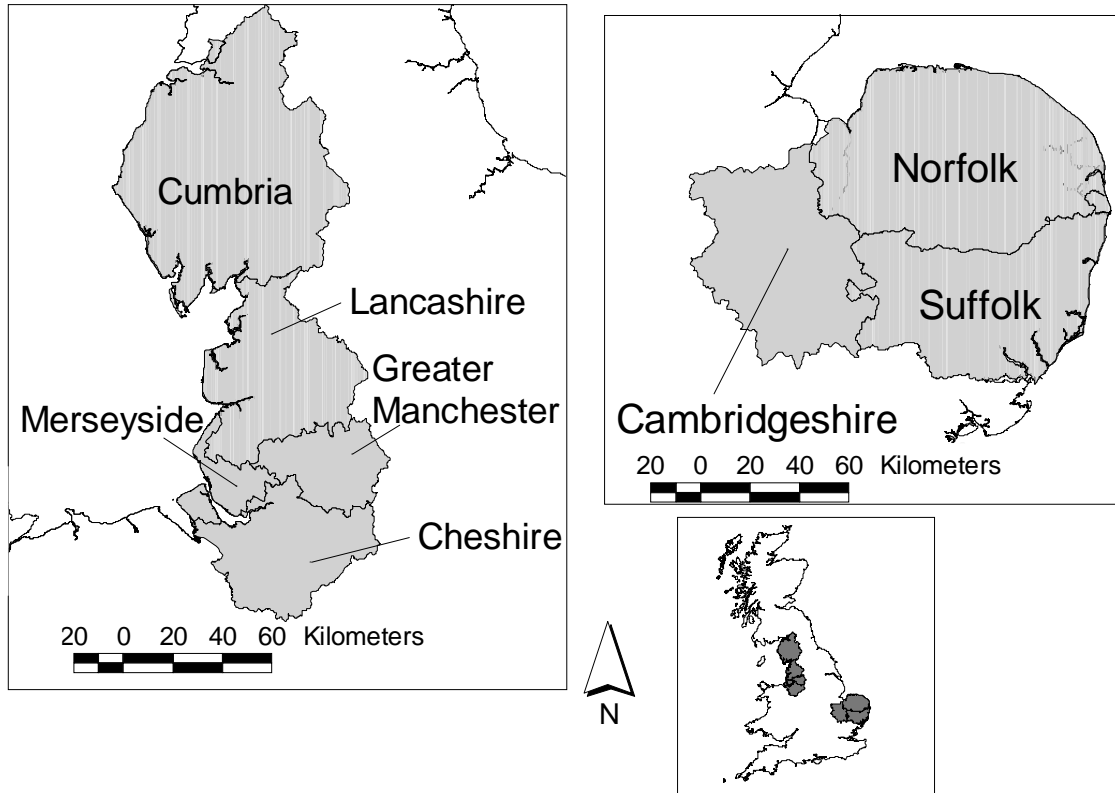 Cumbria
Lancashire
Greater
Manchester
Merseyside
Cheshire
20 0 20 40 60 Kilometers
Norfolk
Suffolk
Cambridgeshire
20 0 20 40 60 Kilometers
N